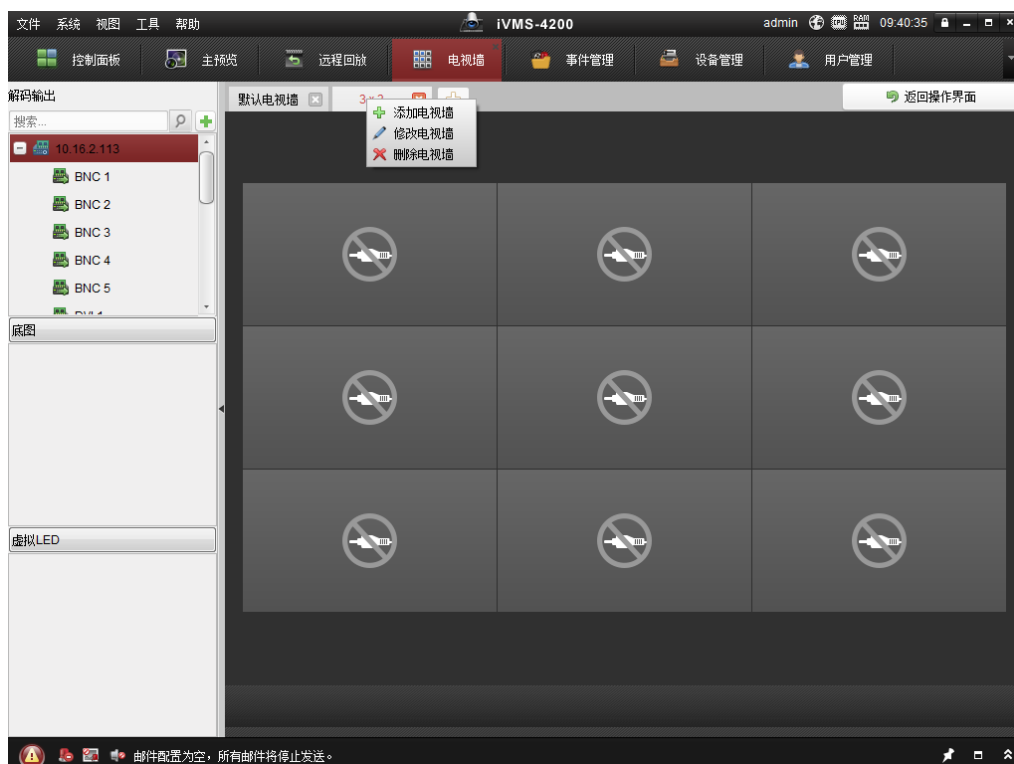 文件 系统 视图 工具 帮助 iVMS-4200 admin CPU RAM 09:40:35
控制面板 主预览 远程回放 电视墙 事件管理 设备管理 用户管理
解码输出
搜索...
默认电视墙 返回操作界面
添加电视墙
修改电视墙
删除电视墙
10.16.2.113
BNC 1
BNC 2
BNC 3
BNC 4
BNC 5
底图
虚拟LED
邮件配置为空，所有邮件将停止发送。